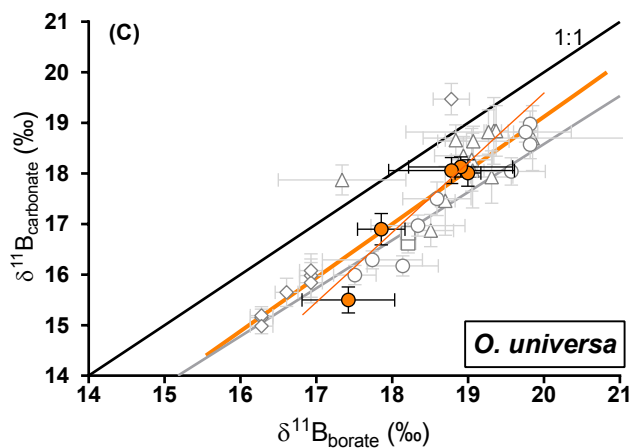 (C)
1:1
21
20
19
18
17
16
15
14
δ¹¹B_carbonate (‰)
O. universa
14 15 16 17 18 19 20 21
δ¹¹B_borate (‰)